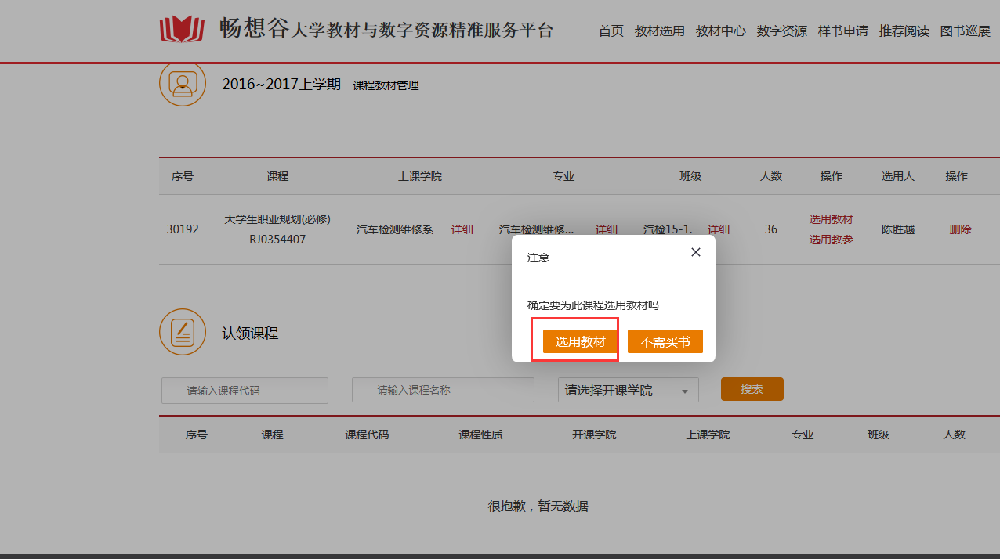 畅想谷大学教材与数字资源精准服务平台
首页 教材选用 教材中心 数字资源 样书申请 推荐阅读 图书巡展
2016~2017上学期 课程教材管理
序号 课程 上课学院 专业 班级 人数 操作 选用人 操作
30192 大学生职业规划(必修) 汽车检测维修系 详细 汽车检测维修... 详细 汽检15-1. 详细 36 选用教材 陈胜越 删除
RJ0354407 选用教参
注意
确定要为此课程选用教材吗
选用教材 不需买书
认领课程
请输入课程代码 请输入课程名称 请选择开课学院 搜索
序号 课程 课程代码 课程性质 开课学院 上课学院 专业 班级 人数
很抱歉，暂无数据